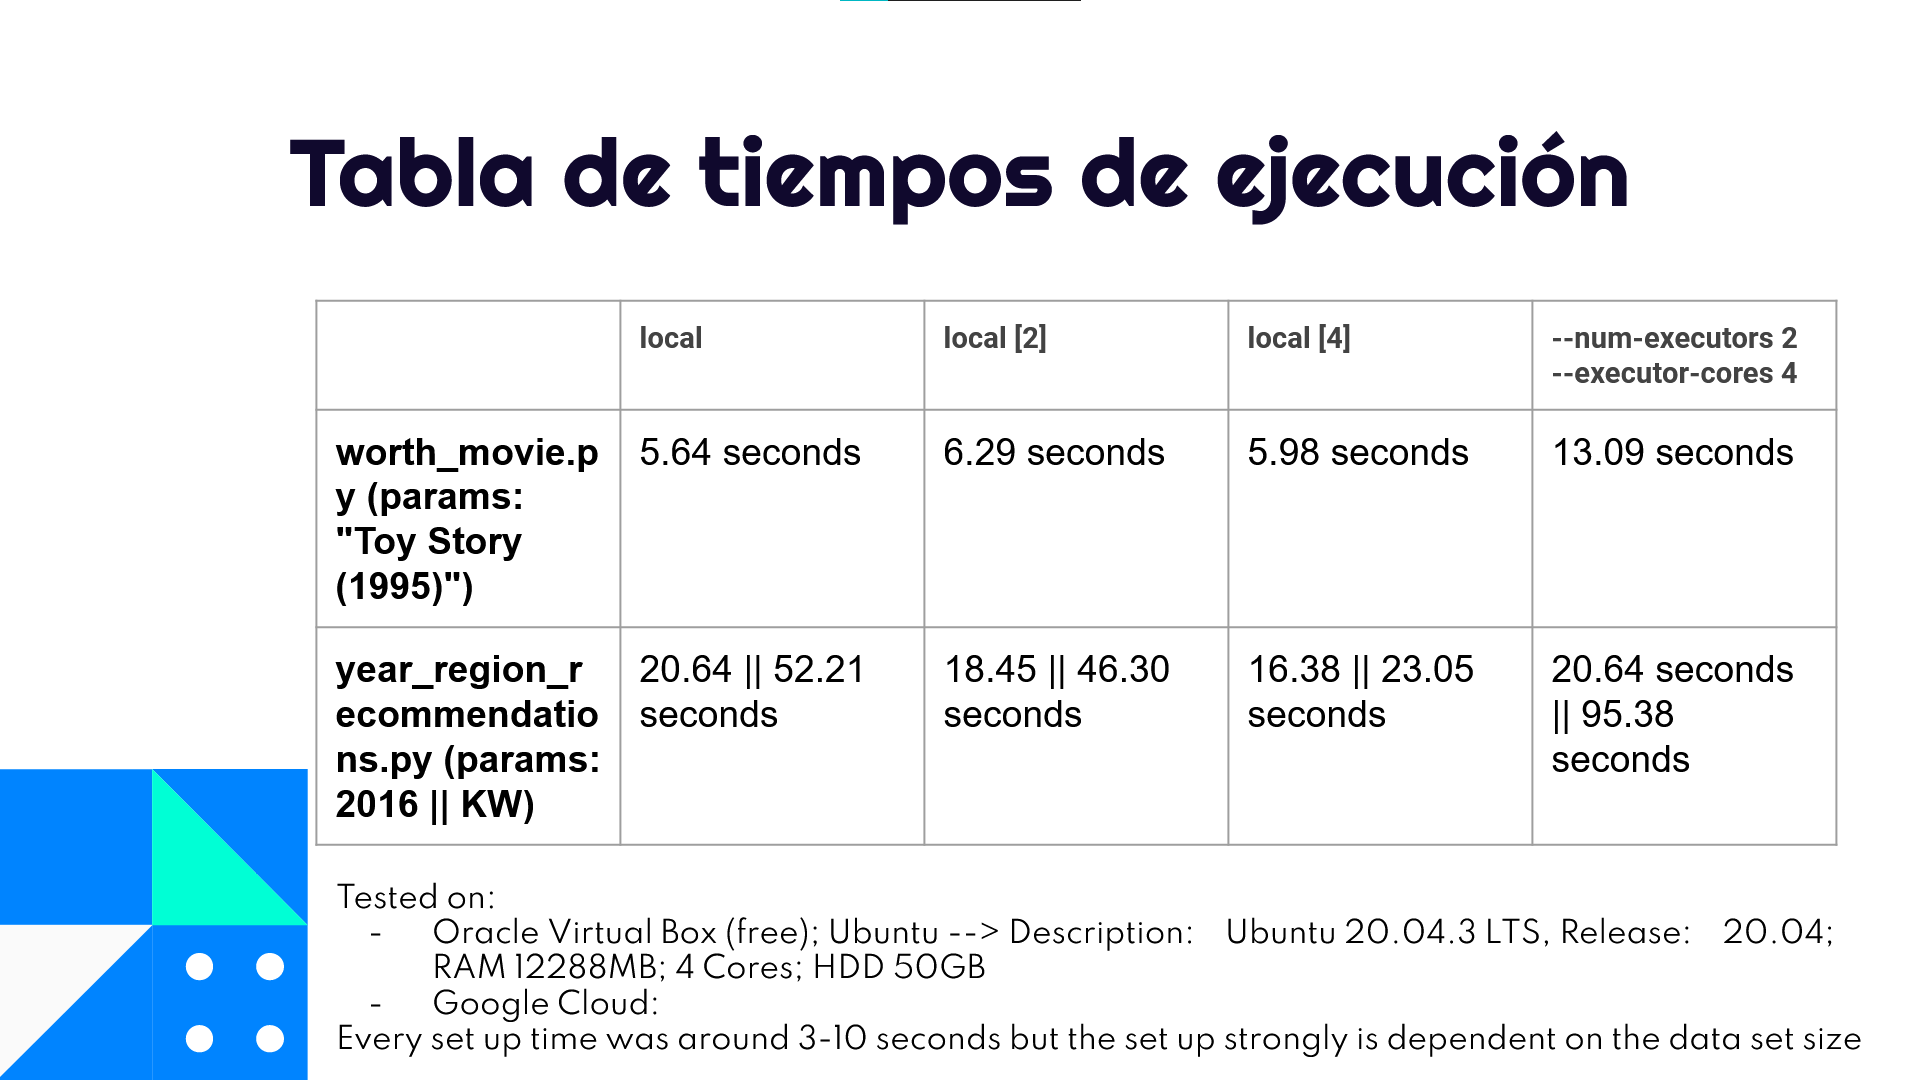 Tabla de tiempos de ejecución
local
local [2]
local [4]
--num-executors 2
--executor-cores 4
worth_movie.p
y (params:
"Toy Story
(1995)")
5.64 seconds
6.29 seconds
5.98 seconds
13.09 seconds
year_region_r
ecommendatio
ns.py (params:
2016 || KW)
20.64 || 52.21
seconds
18.45 || 46.30
seconds
16.38 || 23.05
seconds
20.64 seconds
|| 95.38
seconds
Tested on:
- Oracle Virtual Box (free); Ubuntu --> Description: Ubuntu 20.04.3 LTS, Release: 20.04;
RAM 12288MB; 4 Cores; HDD 50GB
- Google Cloud:
Every set up time was around 3-10 seconds but the set up strongly is dependent on the data set size